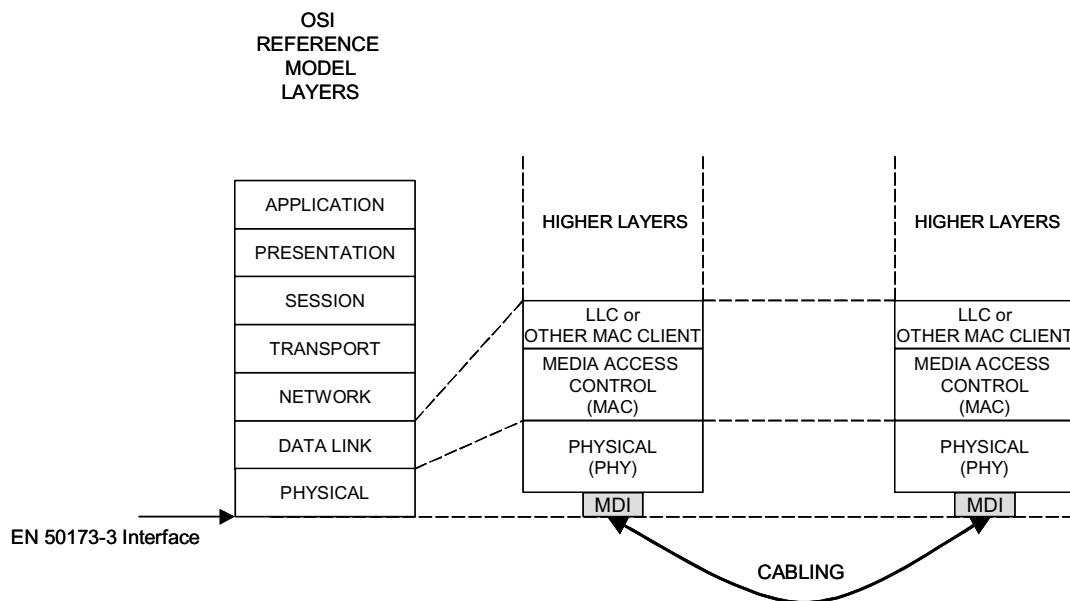 OSI
REFERENCE
MODEL
LAYERS
APPLICATION
PRESENTATION
SESSION
TRANSPORT
NETWORK
DATA LINK
PHYSICAL
EN 50173-3 Interface
HIGHER LAYERS
LLC or
OTHER MAC CLIENT
MEDIA ACCESS
CONTROL
(MAC)
PHYSICAL
(PHY)
MDI
HIGHER LAYERS
LLC or
OTHER MAC CLIENT
MEDIA ACCESS
CONTROL
(MAC)
PHYSICAL
(PHY)
MDI
CABLING